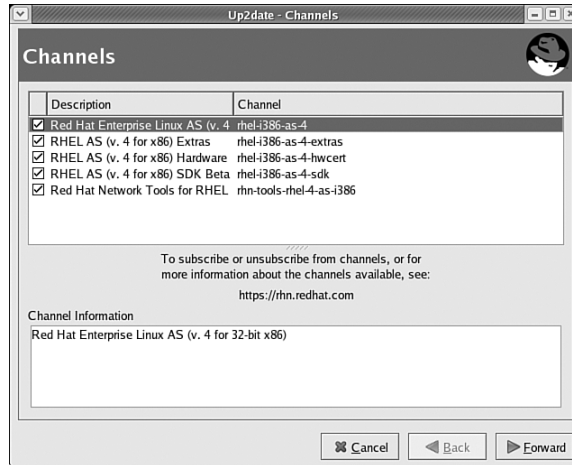 Up2date - Channels
Channels
Description Channel
Red Hat Enterprise Linux AS (v. 4 rhel-i386-as-4
RHEL AS (v. 4 for x86) Extras rhel-i386-as-4-extras
RHEL AS (v. 4 for x86) Hardware rhel-i386-as-4-hwcert
RHEL AS (v. 4 for x86) SDK Beta rhel-i386-as-4-sdk
Red Hat Network Tools for RHEL rhn-tools-rhel-4-as-i386
To subscribe or unsubscribe from channels, or for
more information about the channels available, see:
https://rhn.redhat.com
Channel Information
Red Hat Enterprise Linux AS (v. 4 for 32-bit x86)
Cancel Back Forward